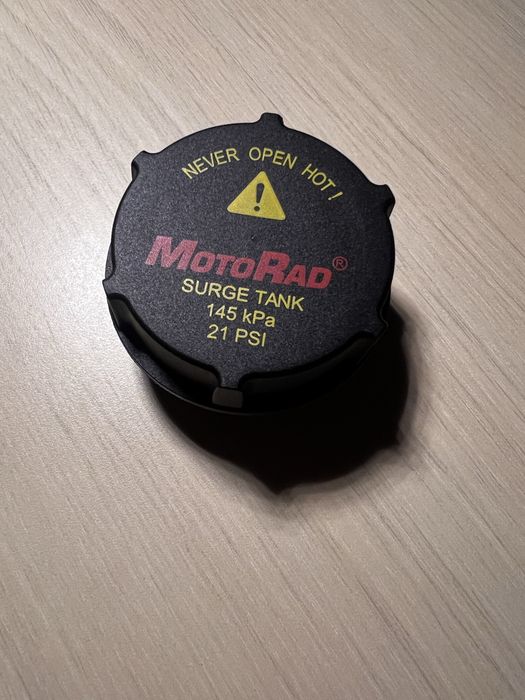 NEVER OPEN HOT!
MOTORAD®
SURGE TANK
145 kPa
21 PSI